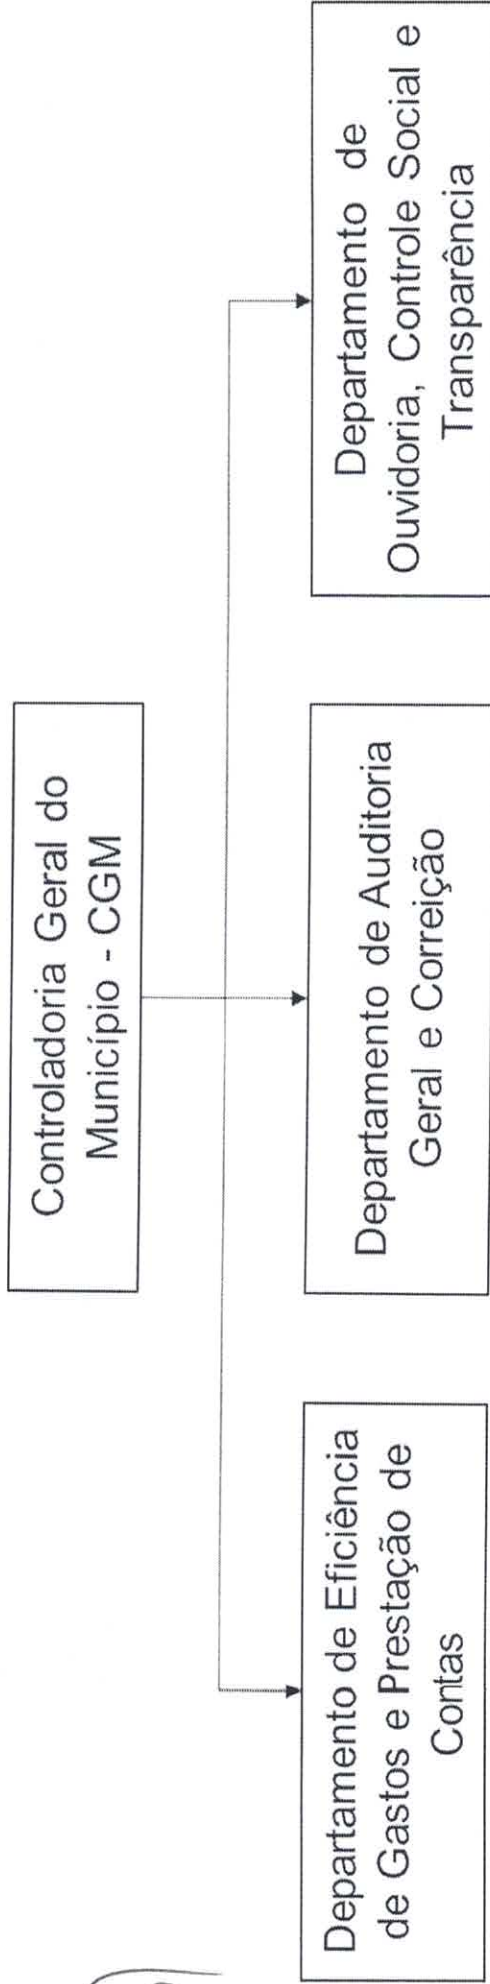 Controladoria Geral do
Município - CGM
Departamento de Eficiência
de Gastos e Prestação de
Contas
Departamento de Auditoria
Geral e Correição
Departamento de
Ouvidoria, Controle Social e
Transparência